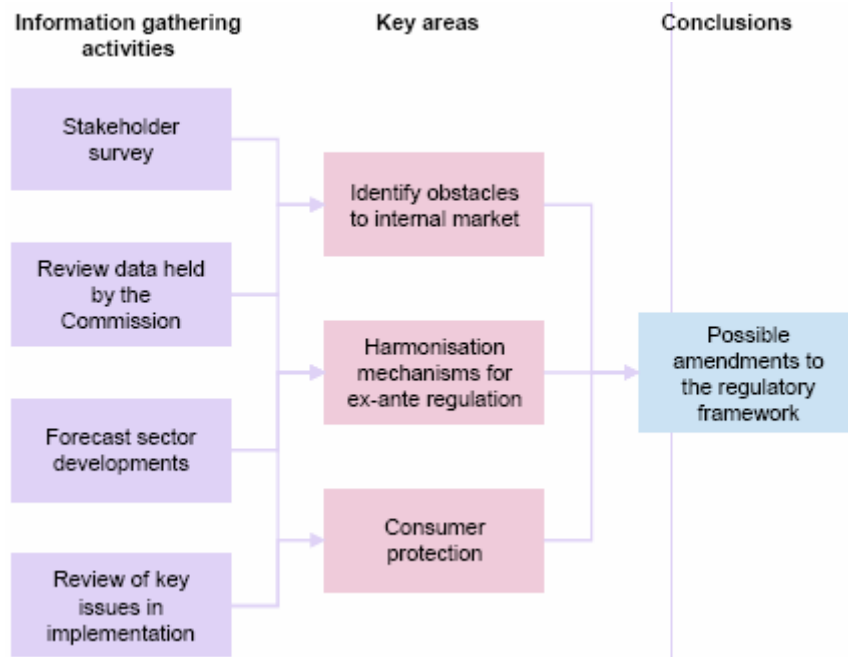 Information gathering
activities
Key areas
Conclusions
Stakeholder
survey
Review data held
by the
Commission
Forecast sector
developments
Review of key
issues in
implementation
Identify obstacles
to internal market
Harmonisation
mechanisms for
ex-ante regulation
Consumer
protection
Possible
amendments to
the regulatory
framework